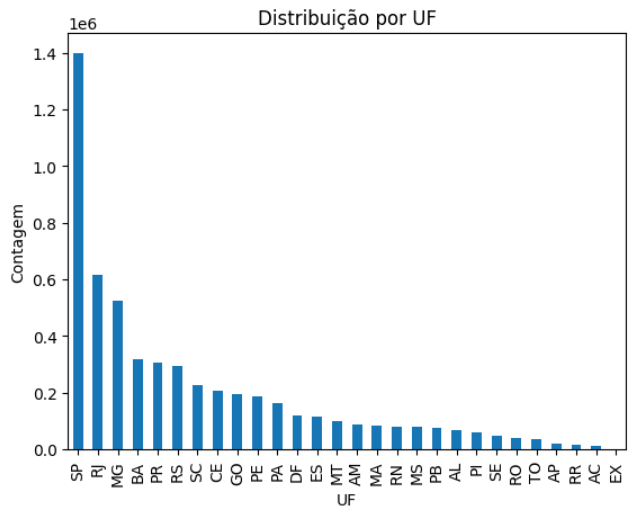 Distribuição por UF
1e6
1.4
1.2
1.0
0.8
0.6
0.4
0.2
0.0
Contagem
SP RJ MG BA PR RS SC CE GO PE PA DF ES MT AM MA RN MS PB AL PI SE RO TO AP RR AC EX
UF